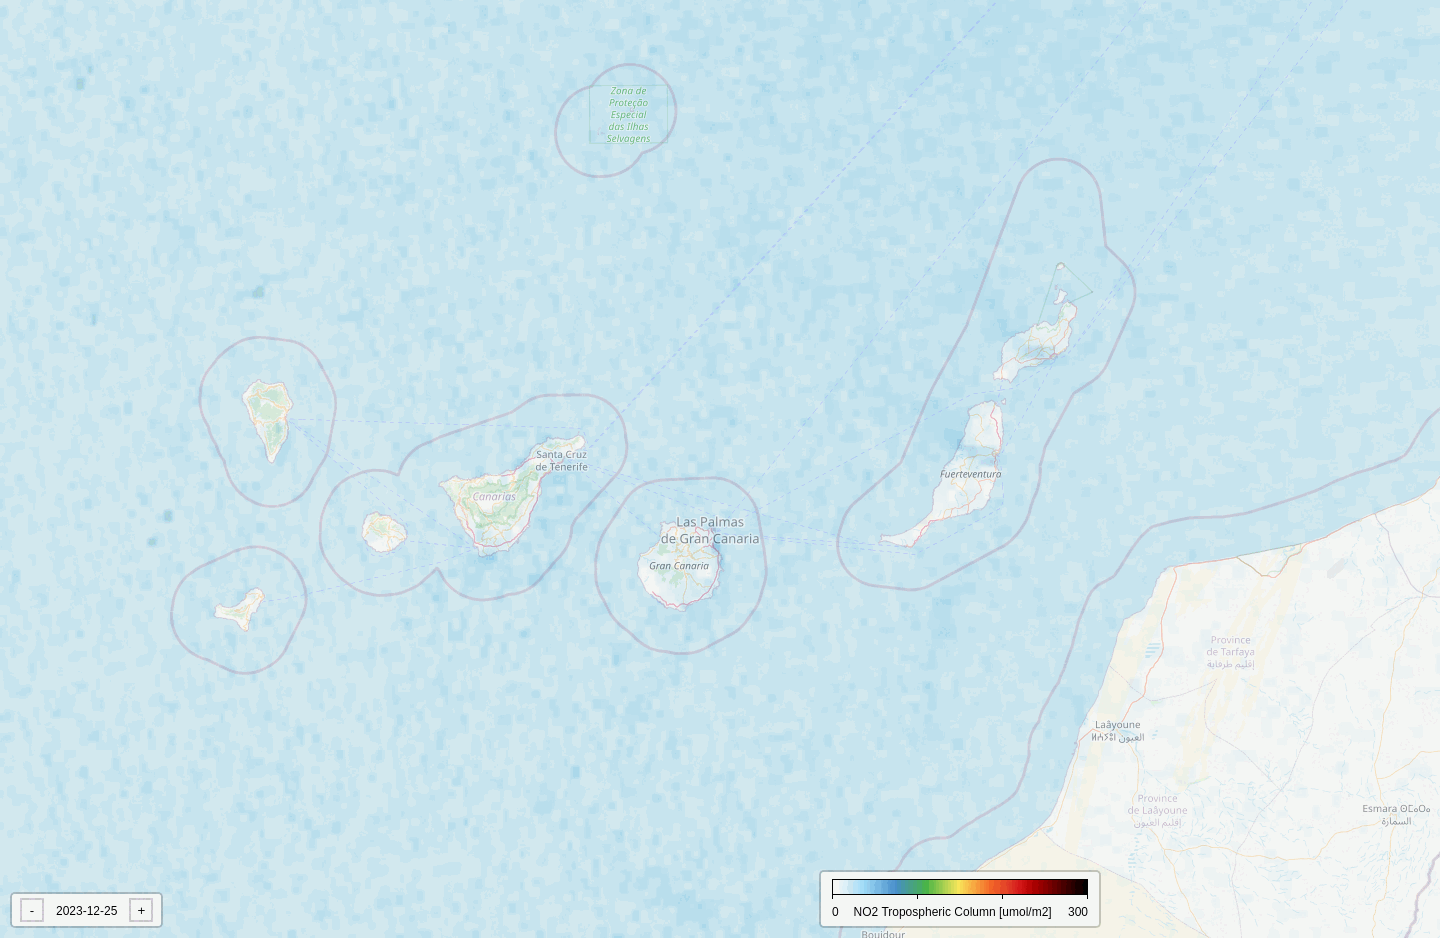 Zona de
Proteção
Especial
das Ilhas
Selvagens
Santa Cruz
de Tenerife
Canarias
Fuerteventura
Las Palmas
de Gran Canaria
Gran Canaria
Province
de Tarfaya
إقليم طرفاية
Laâyoune
ⵍⵄⵢⵓⵏ العيون
Province
de Laâyoune
إقليم العيون
Esmara ⵙⵎⴰⵔⴰ
السمارة
- 2023-12-25 +
0 NO2 Tropospheric Column [umol/m2] 300
Boujdour